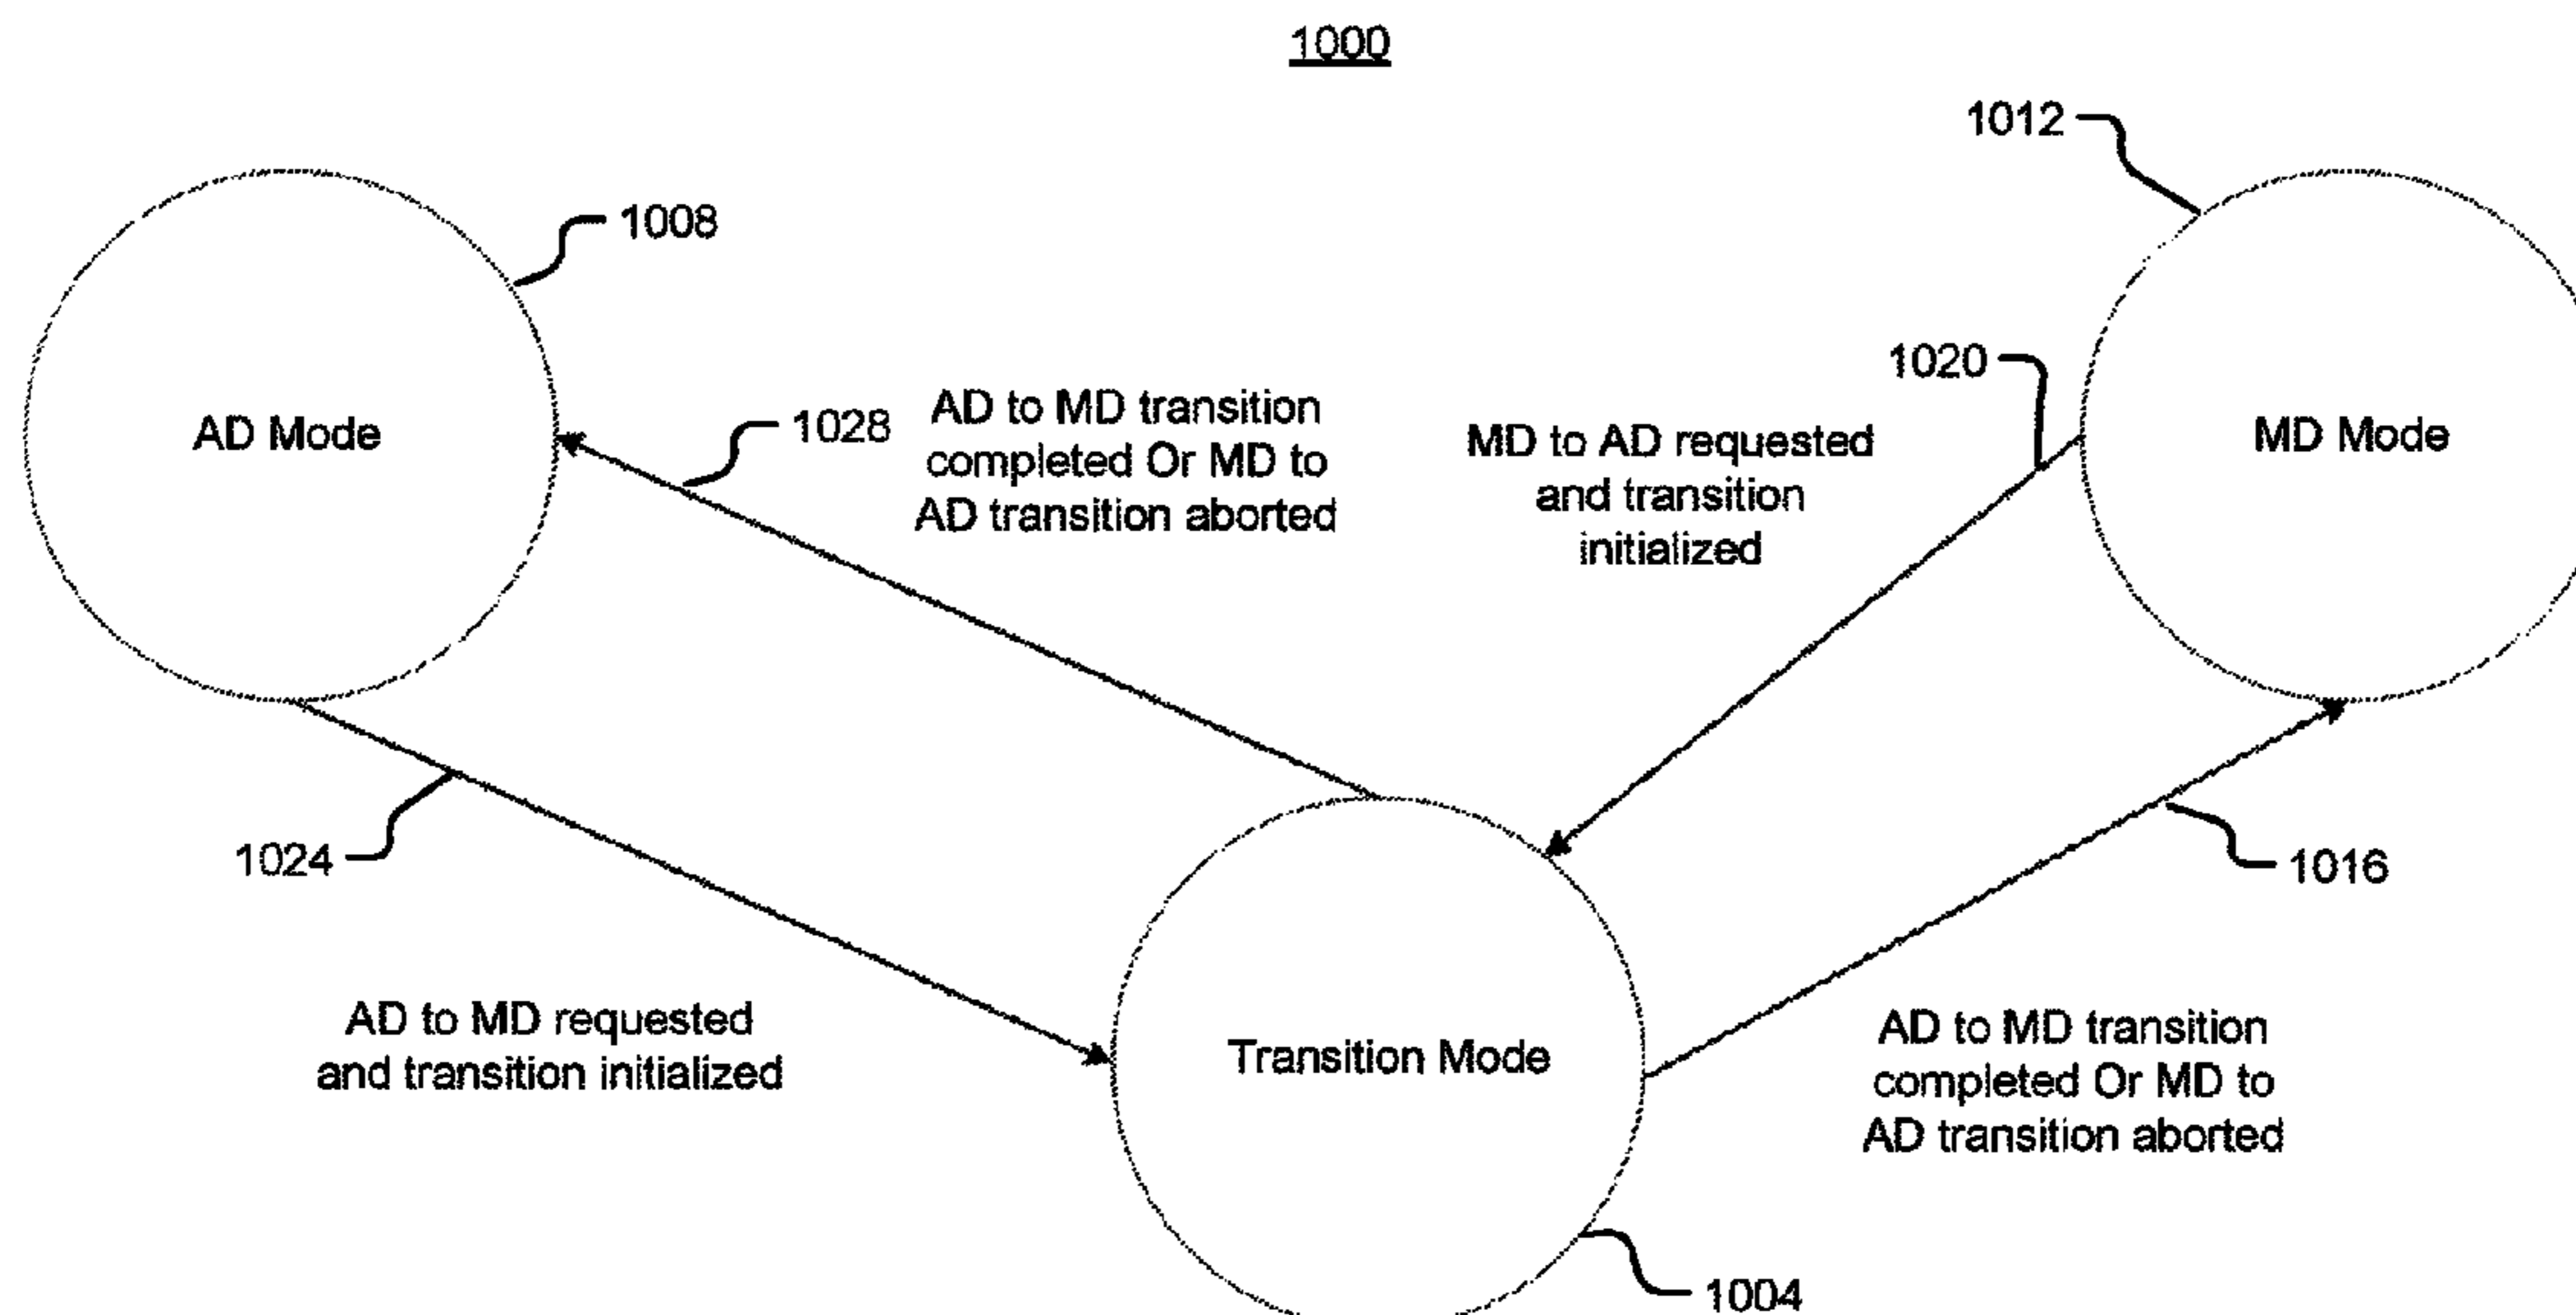 1000
1012
1008
1020
1028
AD to MD transition
completed Or MD to
AD transition aborted
MD to AD requested
and transition
initialized
AD Mode
MD Mode
1024
1016
AD to MD requested
and transition initialized
Transition Mode
AD to MD transition
completed Or MD to
AD transition aborted
1004